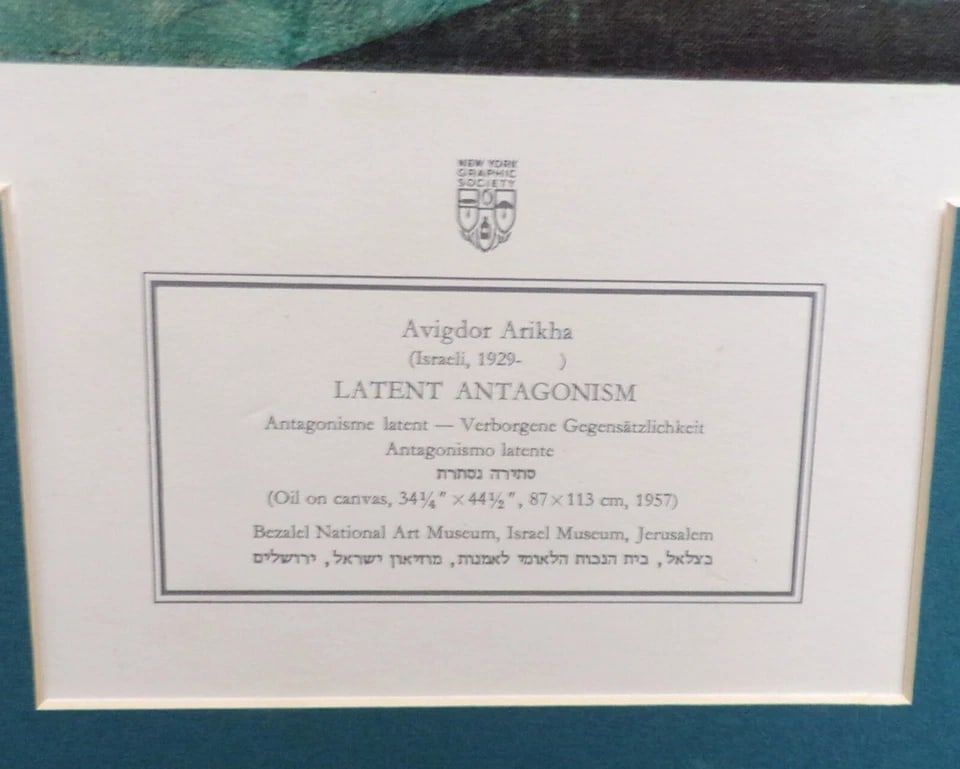 NEW YORK
GRAPHIC
SOCIETY
Avigdor Arikha
(Israeli, 1929- )
LATENT ANTAGONISM
Antagonisme latent — Verborgene Gegensätzlichkeit
Antagonismo latente
סתירה נסתרת
(Oil on canvas, 34¼" × 44½", 87 × 113 cm, 1957)
Bezalel National Art Museum, Israel Museum, Jerusalem
בצלאל, בית הנכות הלאומי לאמנות, מוזיאון ישראל, ירושלים